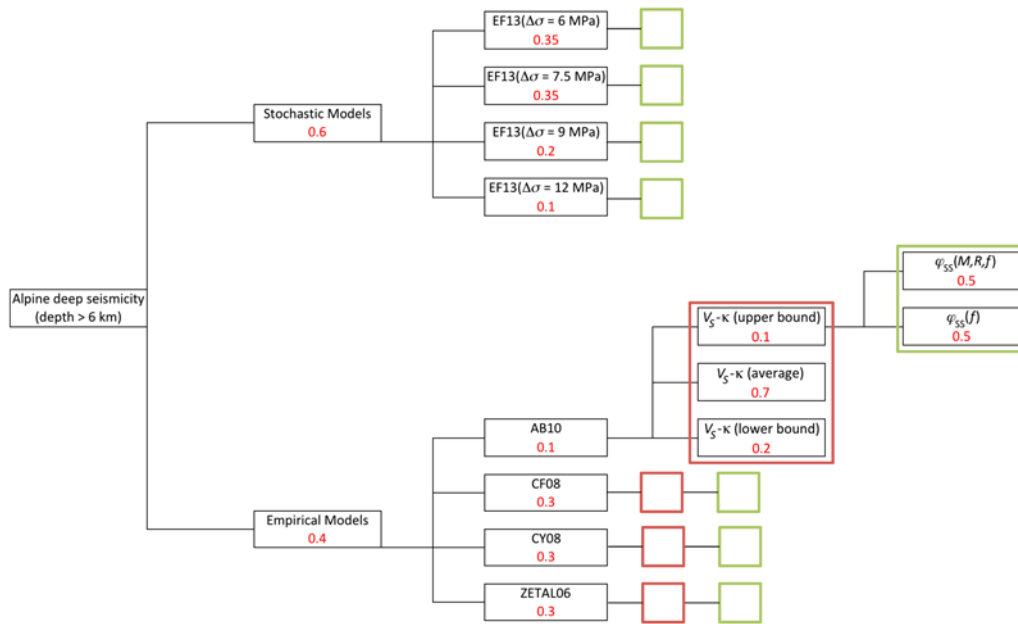 EF13(Δσ = 6 MPa)
0.35
EF13(Δσ = 7.5 MPa)
0.35
Stochastic Models
0.6
EF13(Δσ = 9 MPa)
0.2
EF13(Δσ = 12 MPa)
0.1
Alpine deep seismicity
(depth > 6 km)
φSS(M,R,f)
0.5
φSS(f)
0.5
VS-κ (upper bound)
0.1
VS-κ (average)
0.7
VS-κ (lower bound)
0.2
AB10
0.1
CF08
0.3
Empirical Models
0.4
CY08
0.3
ZETAL06
0.3